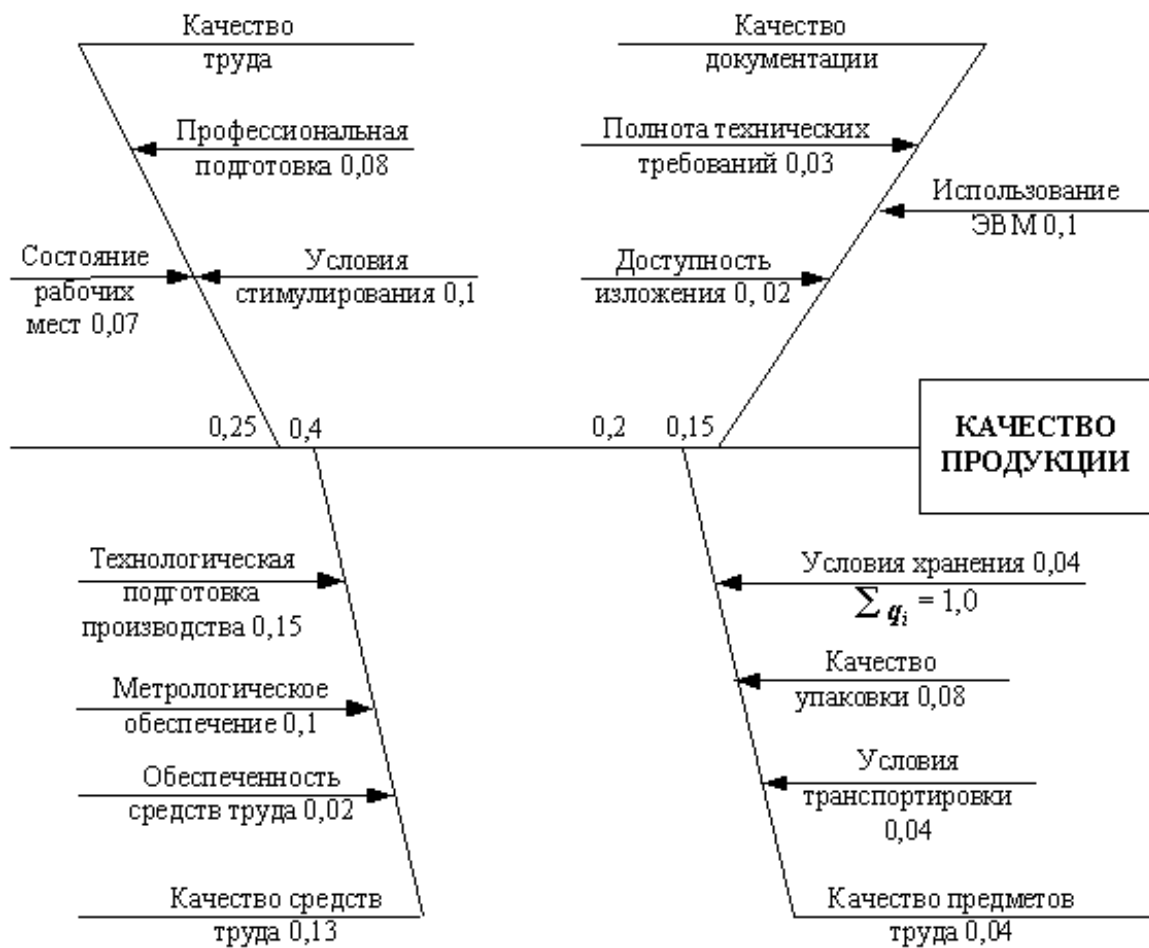 Качество
труда
Качество
документации
Профессиональная
подготовка 0,08
Полнота технических
требований 0,03
Использование
ЭВМ 0,1
Состояние
рабочих
мест 0,07
Условия
стимулирования 0,1
Доступность
изложения 0, 02
0,25
0,4
0,2
0,15
КАЧЕСТВО
ПРОДУКЦИИ
Технологическая
подготовка
производства 0,15
Условия хранения 0,04
∑ qᵢ = 1,0
Метрологическое
обеспечение 0,1
Качество
упаковки 0,08
Обеспеченность
средств труда 0,02
Условия
транспортировки
0,04
Качество средств
труда 0,13
Качество предметов
труда 0,04